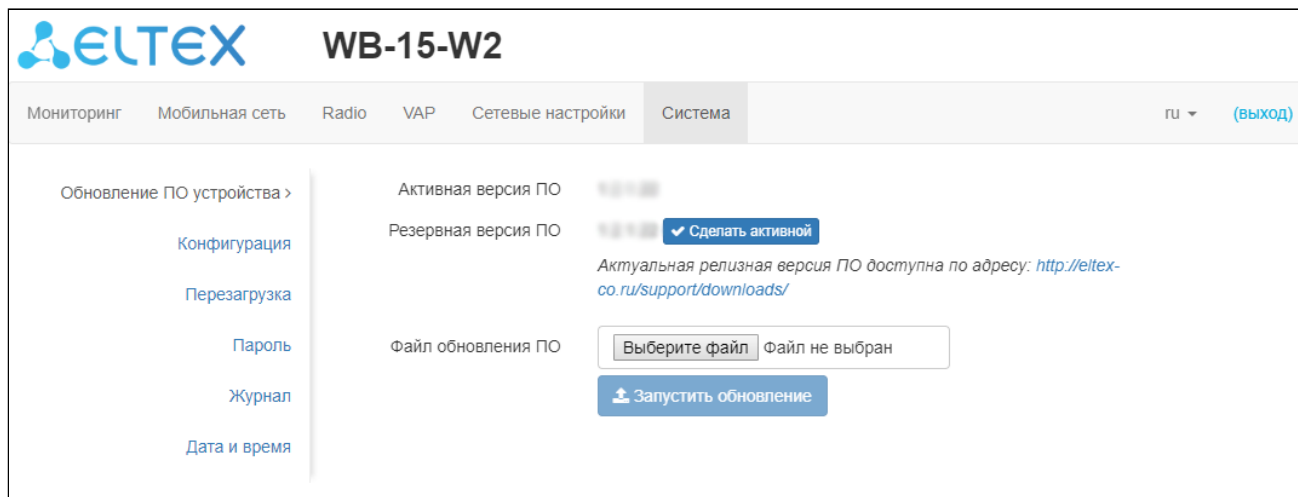 ELTEX
WB-15-W2
Мониторинг Мобильная сеть Radio VAP Сетевые настройки Система ru (выход)
Обновление ПО устройства >
Конфигурация
Перезагрузка
Пароль
Журнал
Дата и время
Активная версия ПО
Резервная версия ПО Сделать активной
Актуальная релизная версия ПО доступна по адресу: http://eltex-
co.ru/support/downloads/
Файл обновления ПО Выберите файл Файл не выбран
Запустить обновление